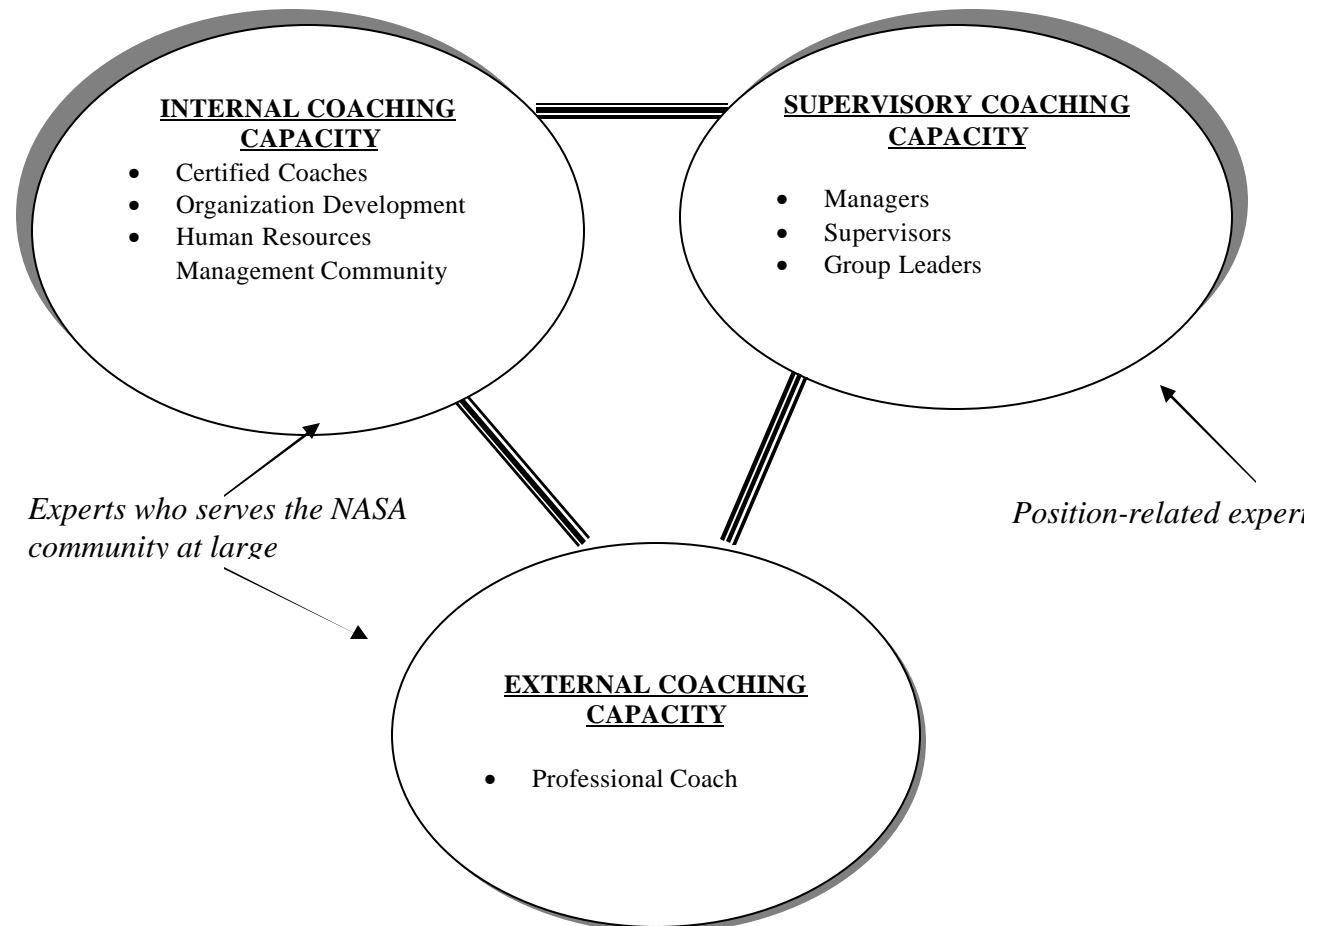 INTERNAL COACHING
CAPACITY
• Certified Coaches
• Organization Development
• Human Resources
Management Community
SUPERVISORY COACHING
CAPACITY
• Managers
• Supervisors
• Group Leaders
Experts who serves the NASA
community at large
Position-related
EXTERNAL COACHING
CAPACITY
• Professional Coach